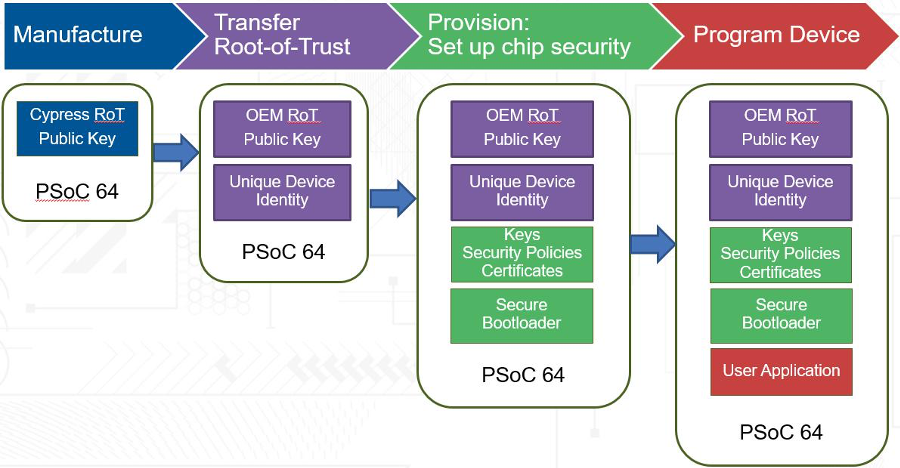 Manufacture
Transfer
Root-of-Trust
Provision:
Set up chip security
Program Device
Cypress RoT
Public Key
PSoC 64
OEM RoT
Public Key
Unique Device
Identity
PSoC 64
OEM RoT
Public Key
Unique Device
Identity
Keys
Security Policies
Certificates
Secure
Bootloader
PSoC 64
OEM RoT
Public Key
Unique Device
Identity
Keys
Security Policies
Certificates
Secure
Bootloader
User Application
PSoC 64